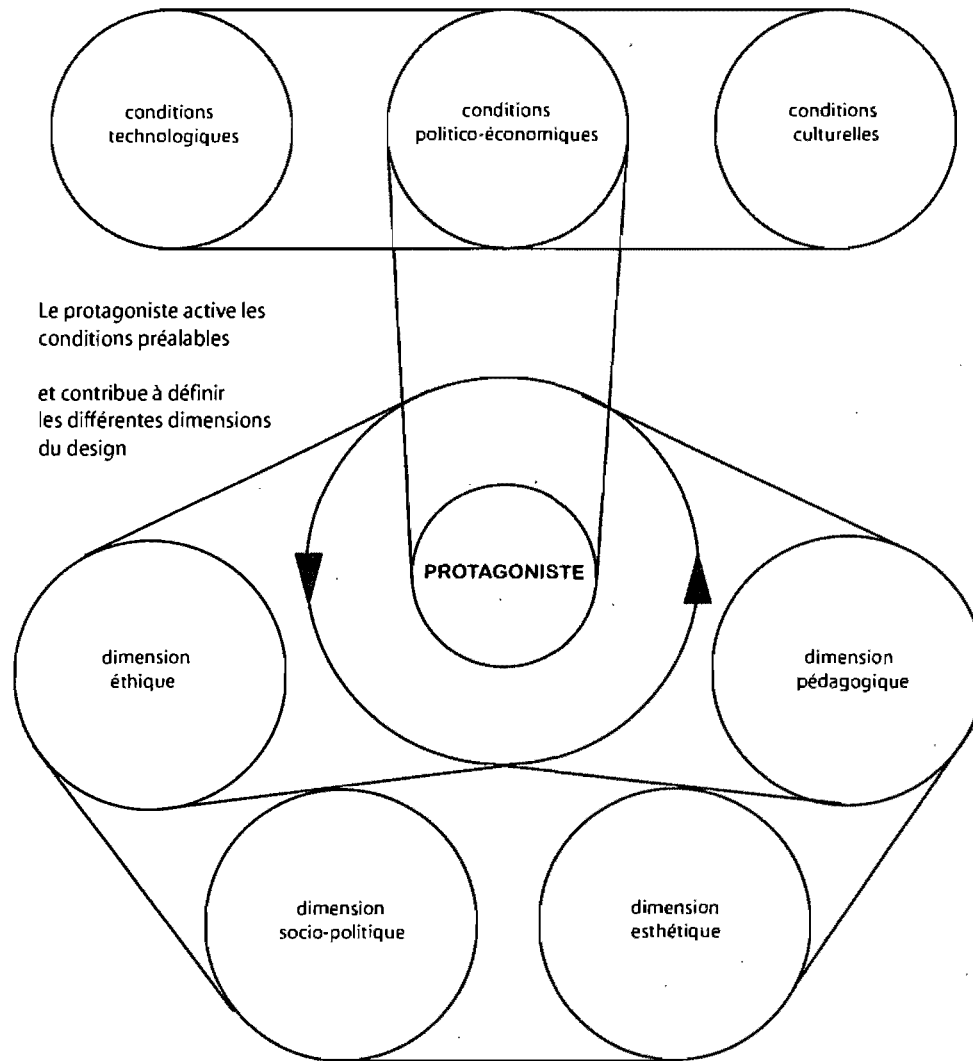 conditions
technologiques
conditions
politico-économiques
conditions
culturelles
Le protagoniste active les
conditions préalables
et contribue à définir
les différentes dimensions
du design
PROTAGONISTE
dimension
éthique
dimension
pédagogique
dimension
socio-politique
dimension
esthétique